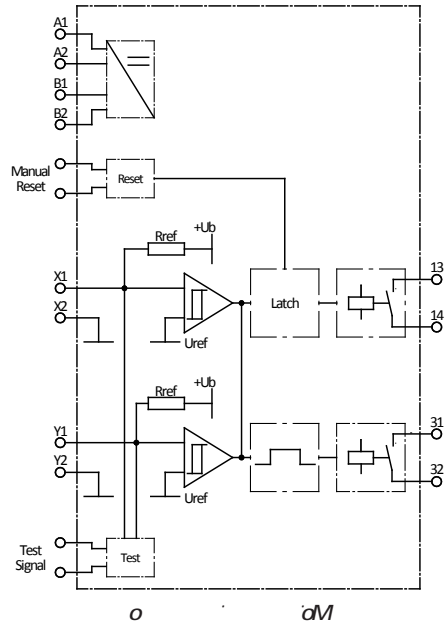 A1
A2
B1
B2
Manual
Reset
Reset
+Ub
Rref
X1
X2
Uref
Latch
13
14
+Ub
Rref
Y1
Y2
Uref
31
32
Test
Signal
Test